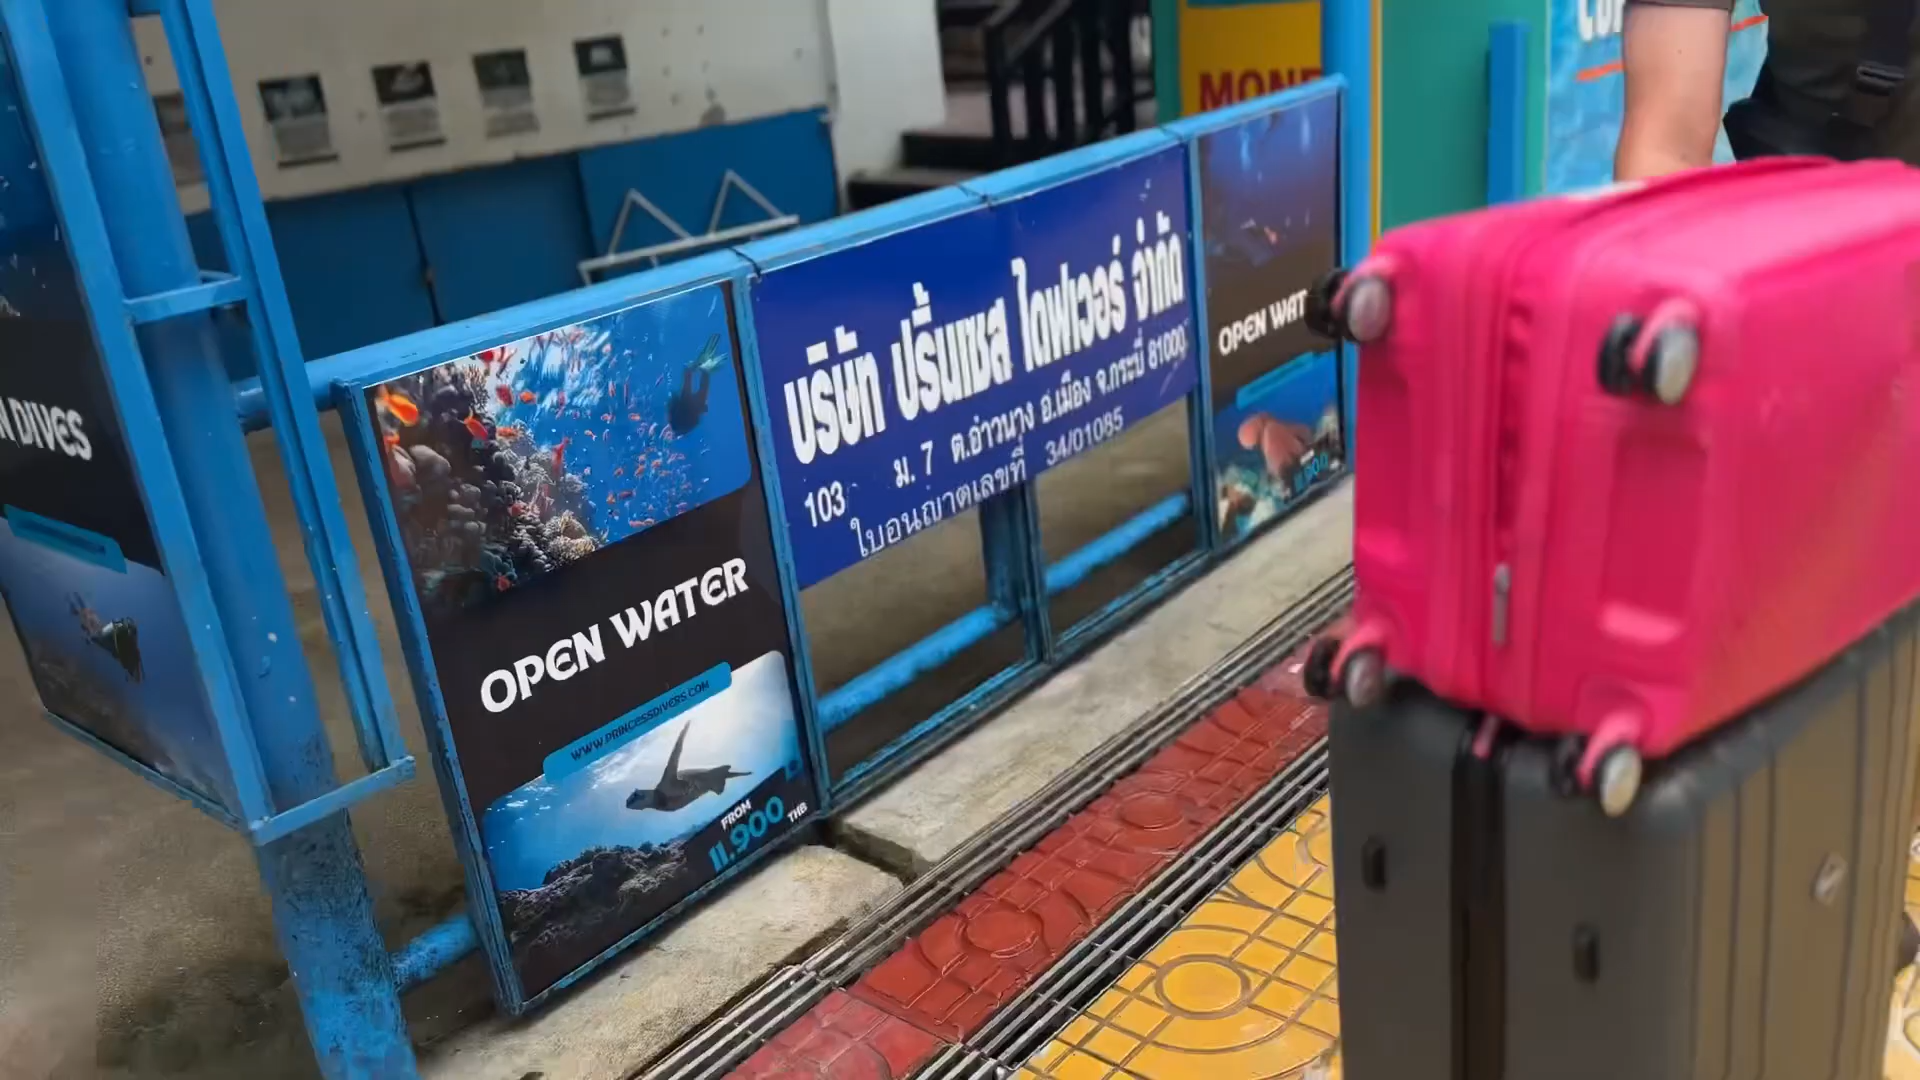 N DIVES
OPEN WATER
WWW.PRINCESSDIVERS.COM
FROM
11.900 THB
บริษัท ปริ้นเซส ไดฟ์เวอร์ จำกัด
103 ม. 7 ต.อ่าวนาง อ.เมือง จ.กระบี่ 81000
ใบอนุญาตเลขที่ 34/01085
OPEN WAT
11.900
MONE